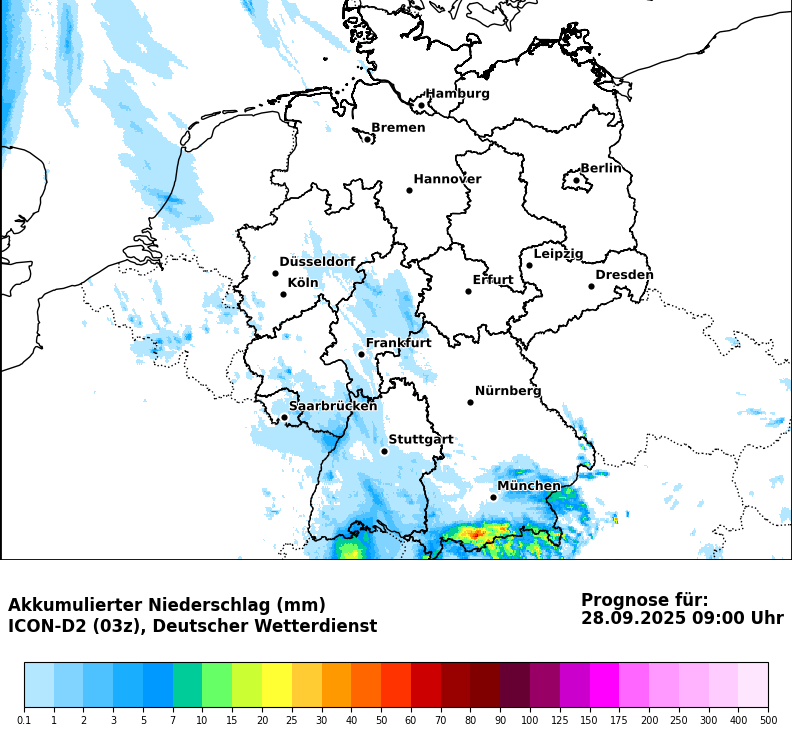 Hamburg
Bremen
Berlin
Hannover
Leipzig
Düsseldorf
Dresden
Köln
Erfurt
Frankfurt
Nürnberg
Saarbrücken
Stuttgart
München
Akkumulierter Niederschlag (mm)
ICON-D2 (03z), Deutscher Wetterdienst
Prognose für:
28.09.2025 09:00 Uhr
0.1 1 2 3 5 7 10 15 20 25 30 40 50 60 70 80 90 100 125 150 175 200 250 300 400 500